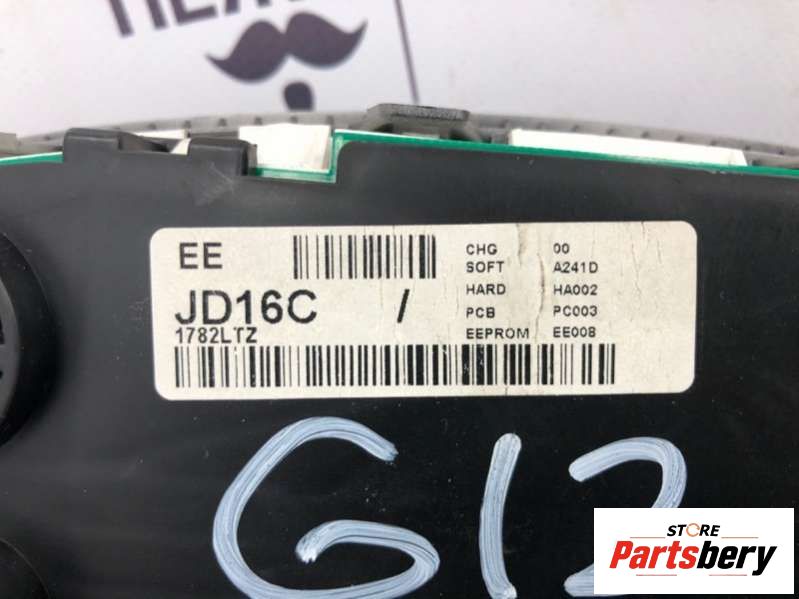 EE
CHG 00
SOFT A241D
JD16C /
HARD HA002
PCB PC003
1782LTZ
EEPROM EE008
G12
STORE
Partsbery